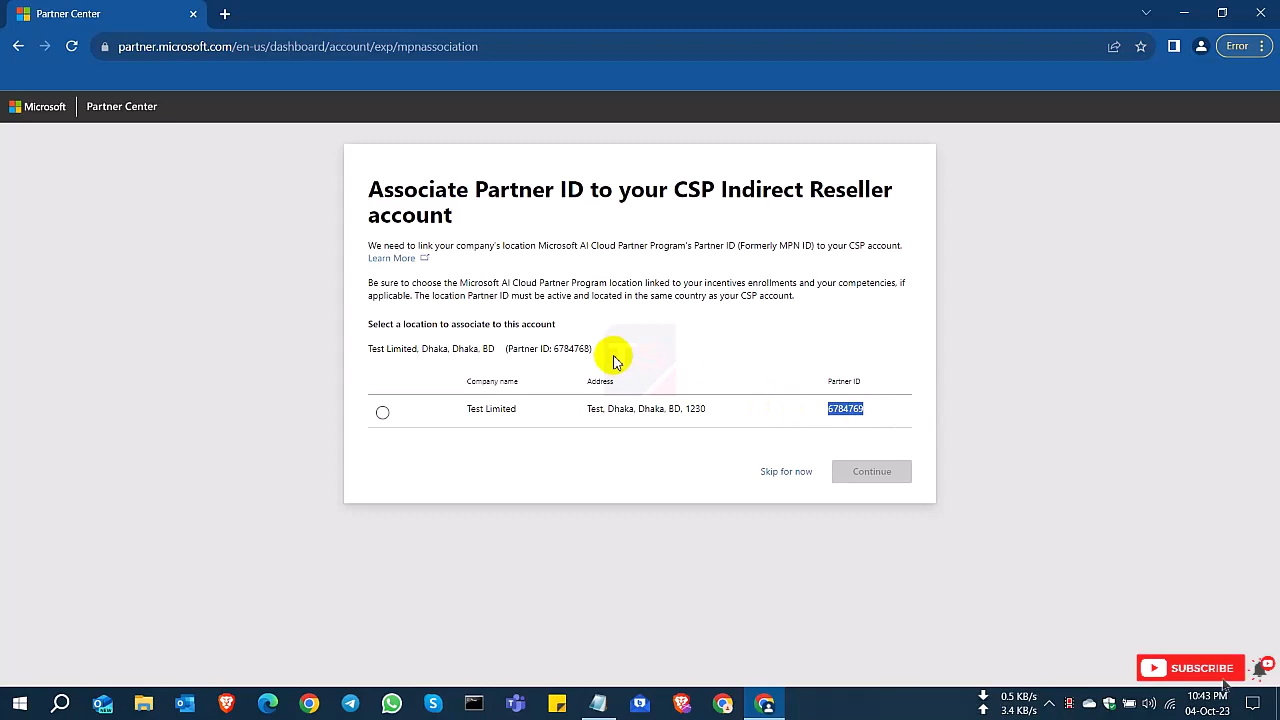 Partner Center
partner.microsoft.com/en-us/dashboard/account/exp/mpnassociation
Error
Microsoft
Partner Center
Associate Partner ID to your CSP Indirect Reseller
account
We need to link your company's location Microsoft AI Cloud Partner Program's Partner ID (Formerly MPN ID) to your CSP account.
Learn More
Be sure to choose the Microsoft AI Cloud Partner Program location linked to your incentives enrollments and your competencies, if
applicable. The location Partner ID must be active and located in the same country as your CSP account.
Select a location to associate to this account
Test Limited, Dhaka, Dhaka, BD (Partner ID: 6784768)
Company name Address Partner ID
Test Limited Test, Dhaka, Dhaka, BD, 1230 6784769
Skip for now Continue
SUBSCRIBE
0.5 KB/s
3.4 KB/s
10:43 PM
04-Oct-23